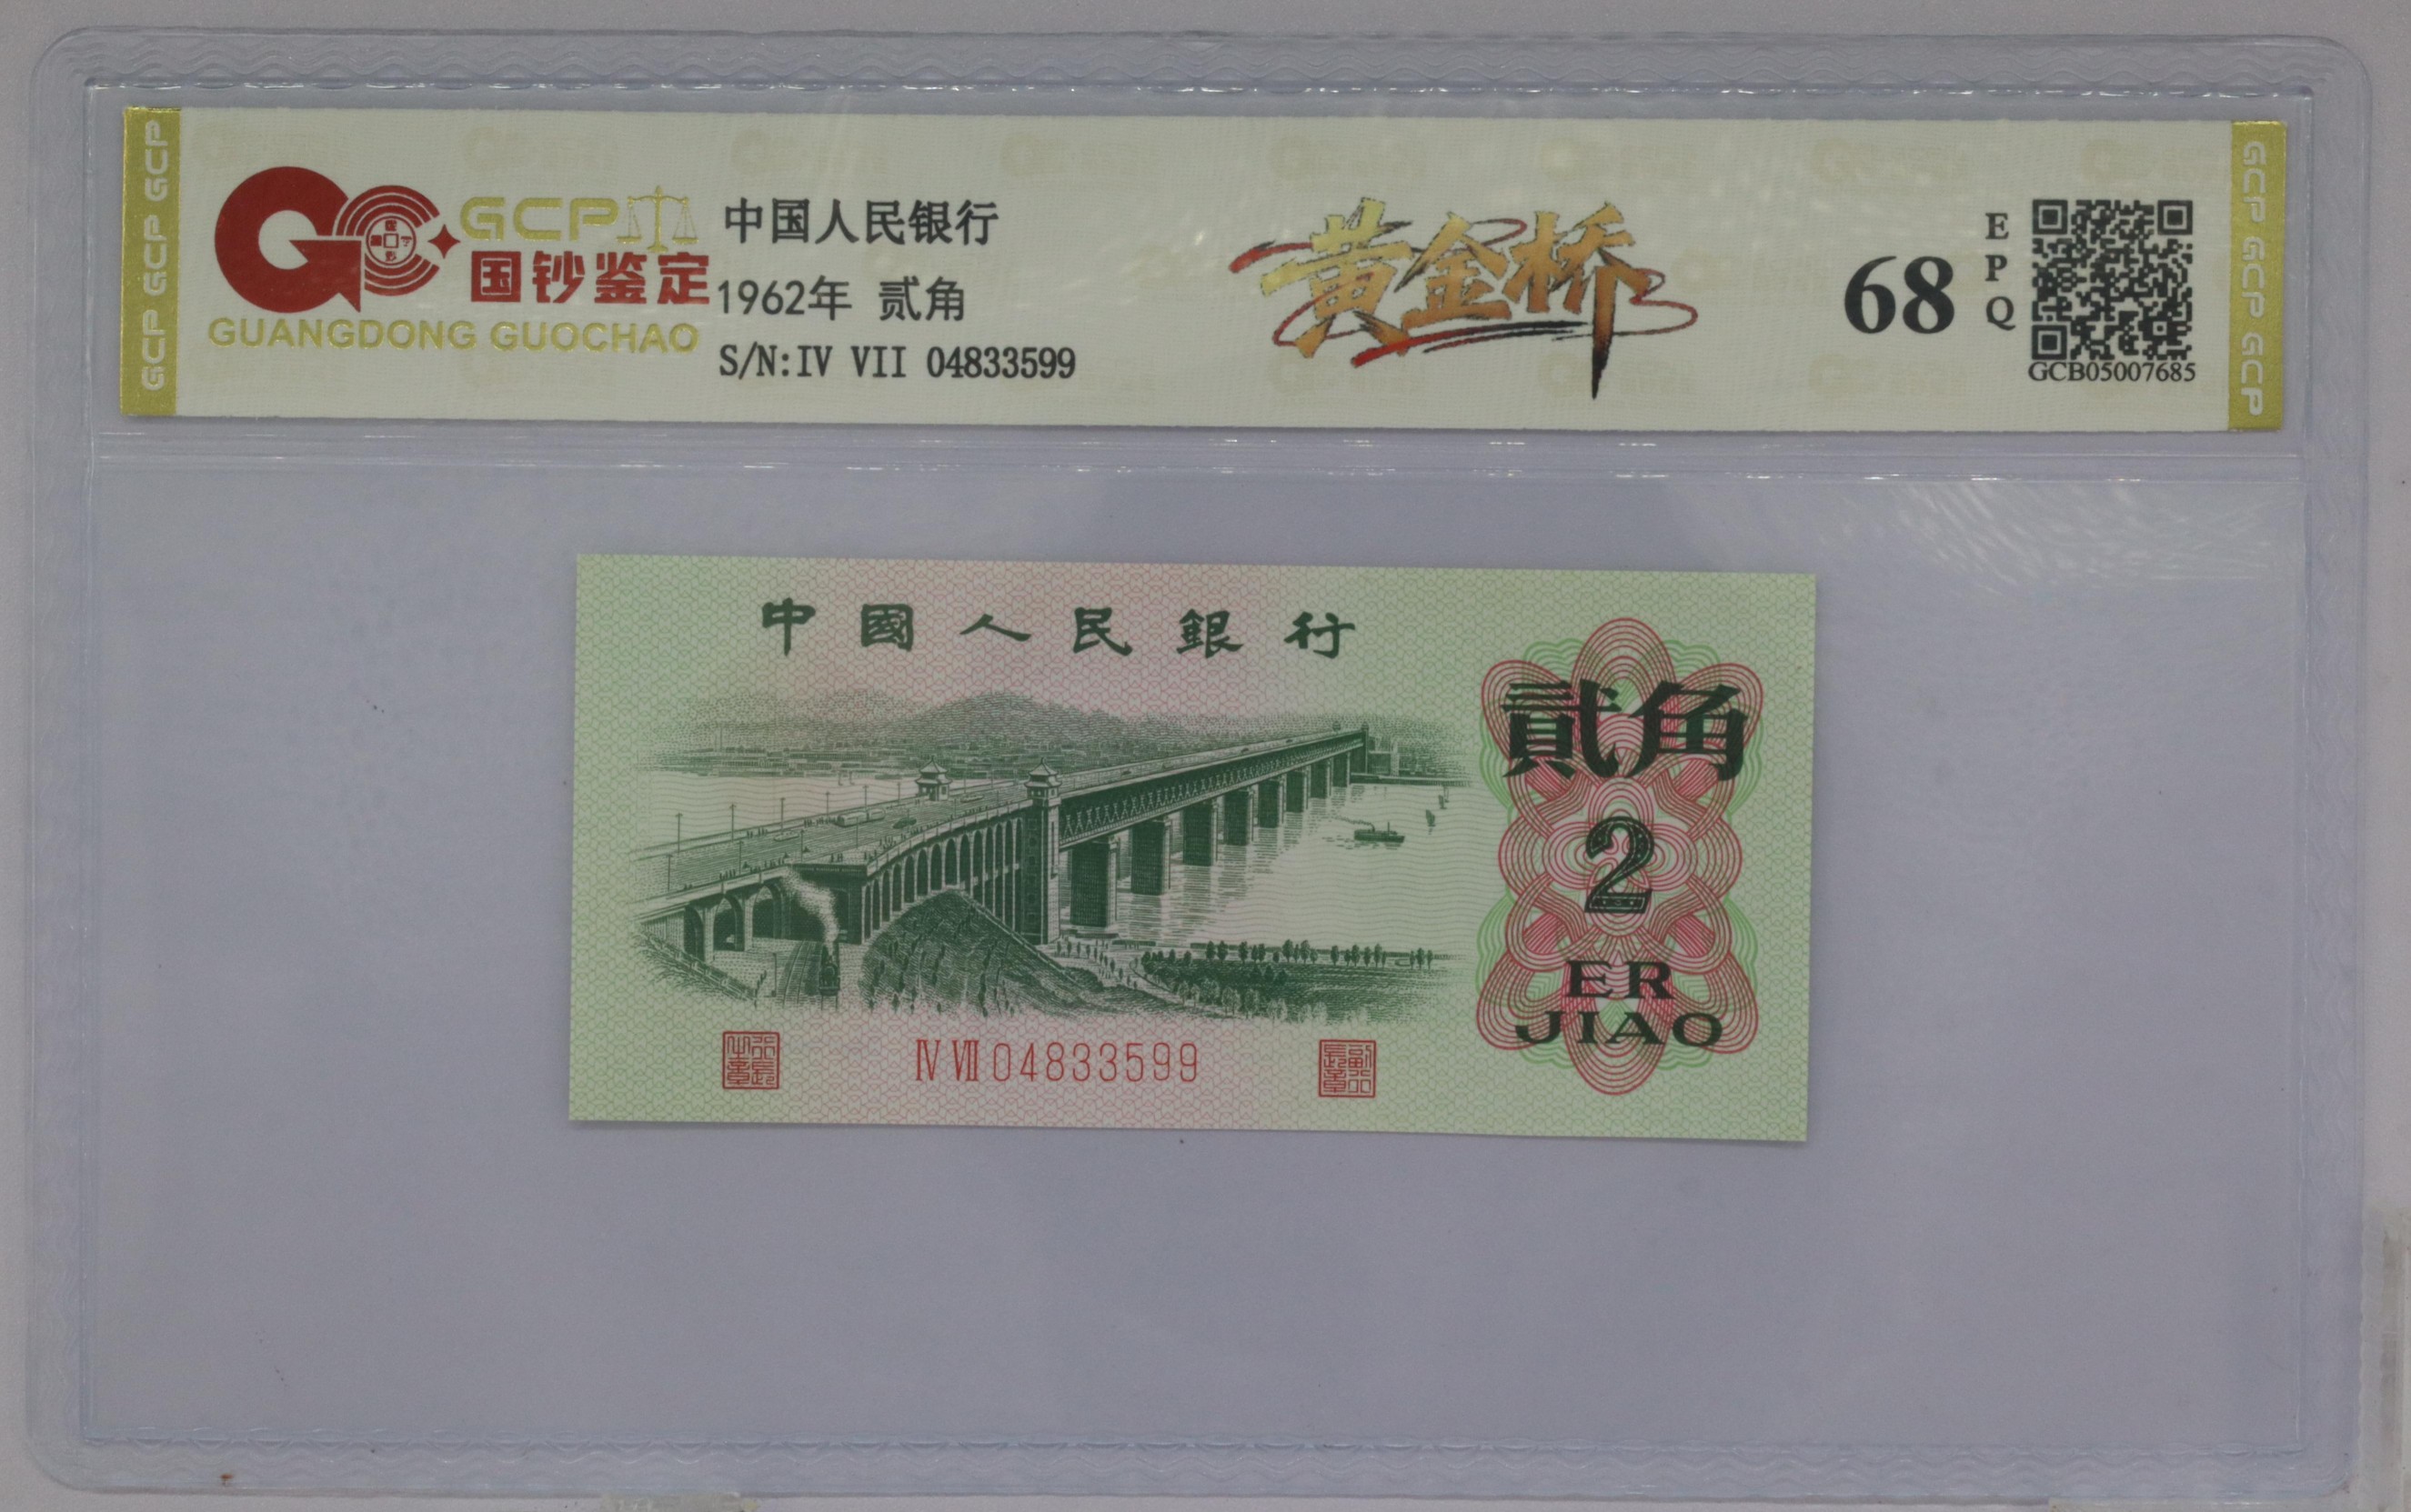 GCP GCP GCP
GCP
国钞鉴定
GUANGDONG GUOCHAO
中国人民银行
1962年 贰角
S/N:IV VII 04833599
黄金桥
68
EPQ
GCB05007685
GCP GCP GCP
中國人民銀行
貳角
2
ER
JIAO
IV VII 04833599